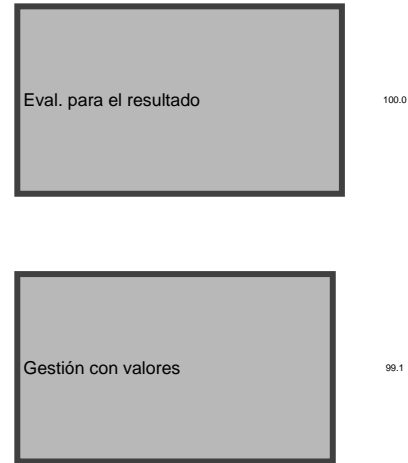 Eval. para el resultado
100.0
Gestión con valores
99.1